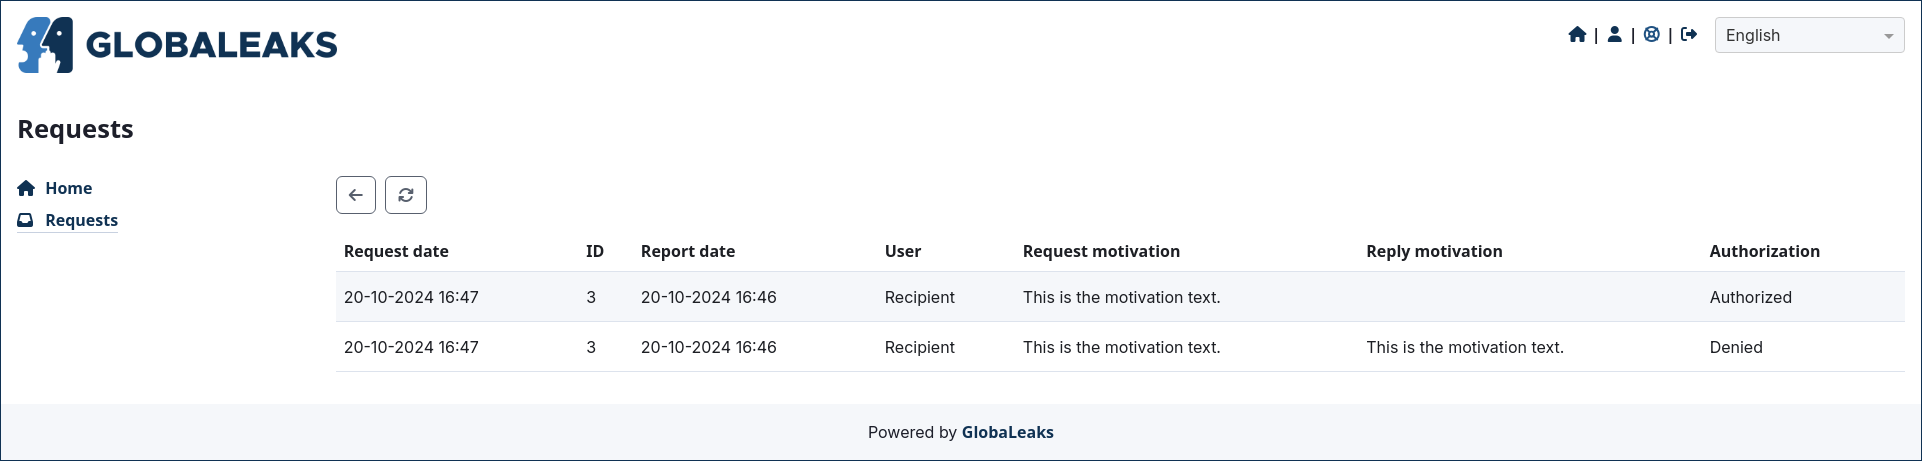 GLOBALEAKS
| | | English
Requests
Home
Requests
Request date ID Report date User Request motivation Reply motivation Authorization
20-10-2024 16:47 3 20-10-2024 16:46 Recipient This is the motivation text. Authorized
20-10-2024 16:47 3 20-10-2024 16:46 Recipient This is the motivation text. This is the motivation text. Denied
Powered by GlobaLeaks